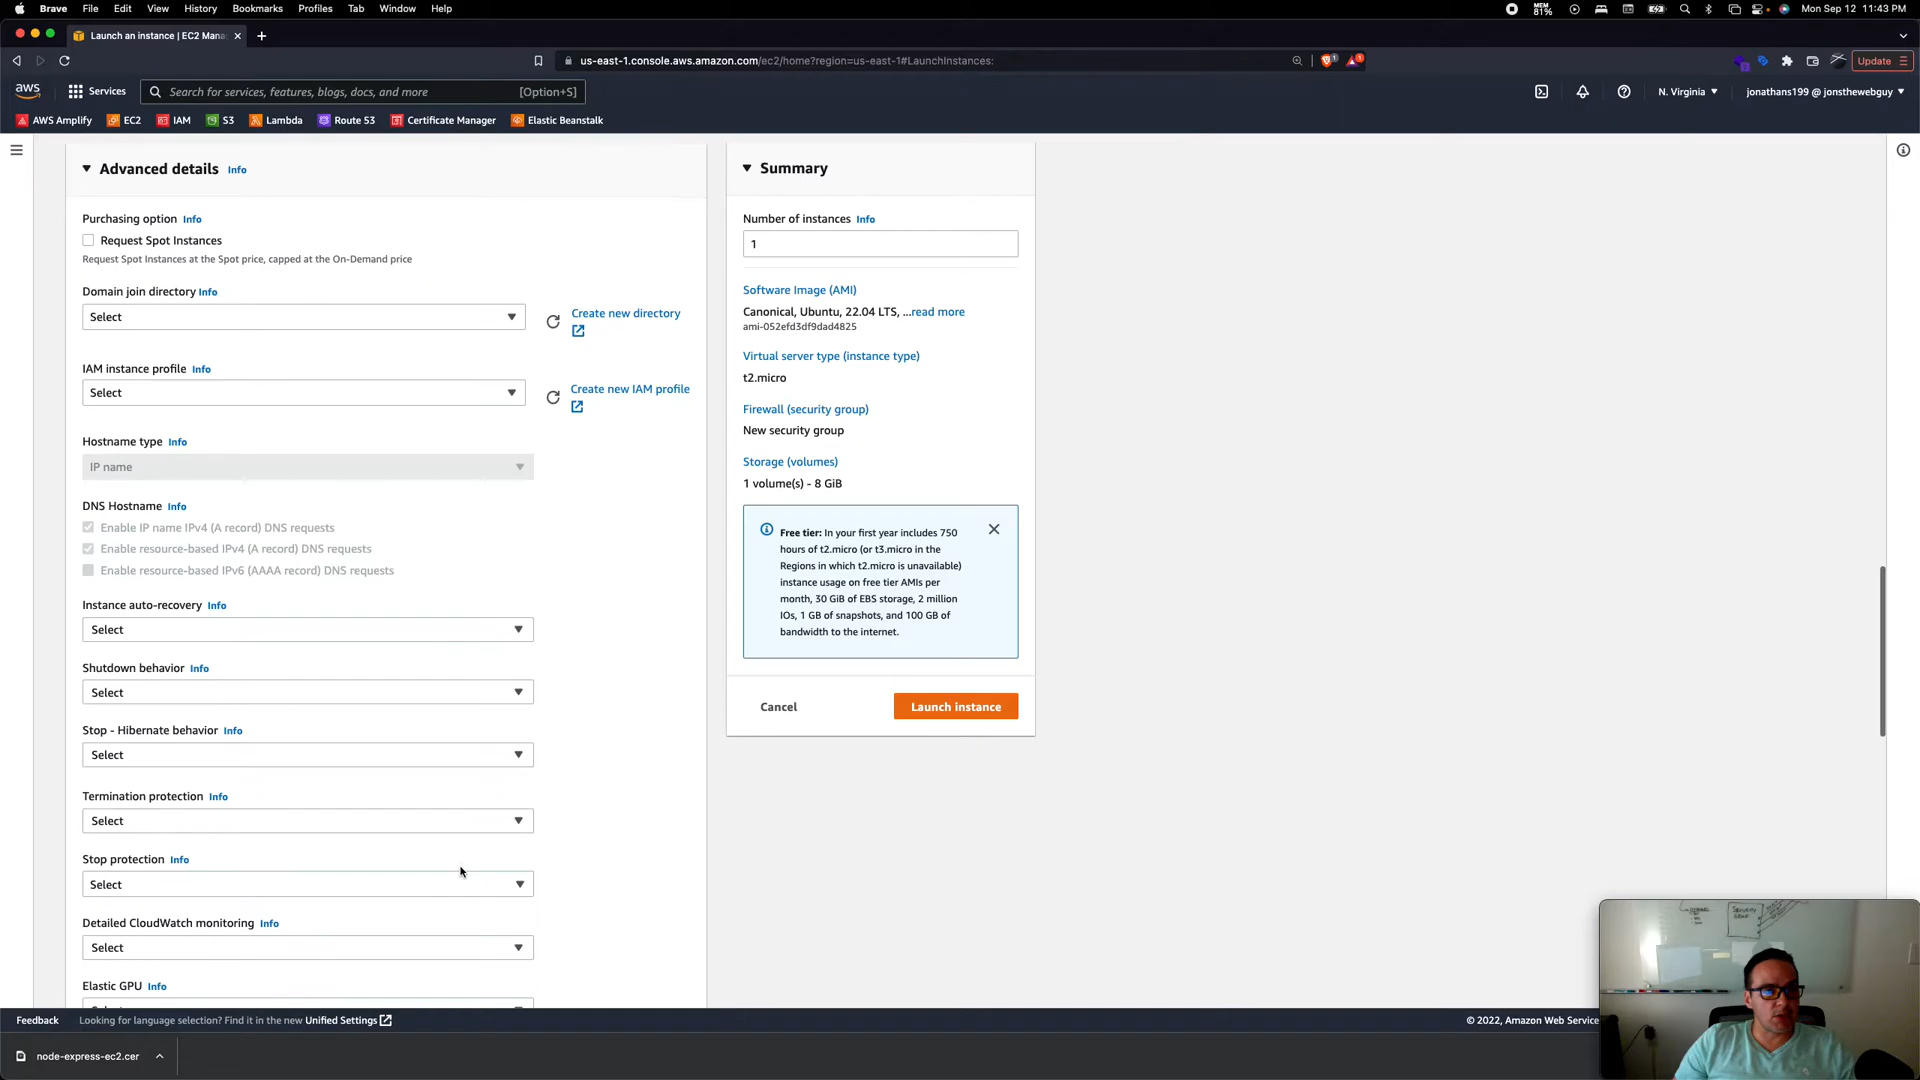 Brave File Edit View History Bookmarks Profiles Tab Window Help
MEM 81% Mon Sep 12 11:43 PM
Launch an instance | EC2 Mana
us-east-1.console.aws.amazon.com/ec2/home?region=us-east-1#LaunchInstances:
Update
aws Services Search for services, features, blogs, docs, and more [Option+S] N. Virginia jonathans199 @ jonsthewebguy
AWS Amplify EC2 IAM S3 Lambda Route 53 Certificate Manager Elastic Beanstalk
Advanced details Info
Purchasing option Info
Request Spot Instances
Request Spot Instances at the Spot price, capped at the On-Demand price
Domain join directory Info
Select
Create new directory
IAM instance profile Info
Select
Create new IAM profile
Hostname type Info
IP name
DNS Hostname Info
Enable IP name IPv4 (A record) DNS requests
Enable resource-based IPv4 (A record) DNS requests
Enable resource-based IPv6 (AAAA record) DNS requests
Instance auto-recovery Info
Select
Shutdown behavior Info
Select
Stop - Hibernate behavior Info
Select
Termination protection Info
Select
Stop protection Info
Select
Detailed CloudWatch monitoring Info
Select
Elastic GPU Info
Summary
Number of instances Info
1
Software Image (AMI)
Canonical, Ubuntu, 22.04 LTS, ...read more
ami-052efd3df9dad4825
Virtual server type (instance type)
t2.micro
Firewall (security group)
New security group
Storage (volumes)
1 volume(s) - 8 GiB
Free tier: In your first year includes 750
hours of t2.micro (or t3.micro in the
Regions in which t2.micro is unavailable)
instance usage on free tier AMIs per
month, 30 GiB of EBS storage, 2 million
IOs, 1 GB of snapshots, and 100 GB of
bandwidth to the internet.
Cancel Launch instance
Feedback Looking for language selection? Find it in the new Unified Settings © 2022, Amazon Web Service
node-express-ec2.cer